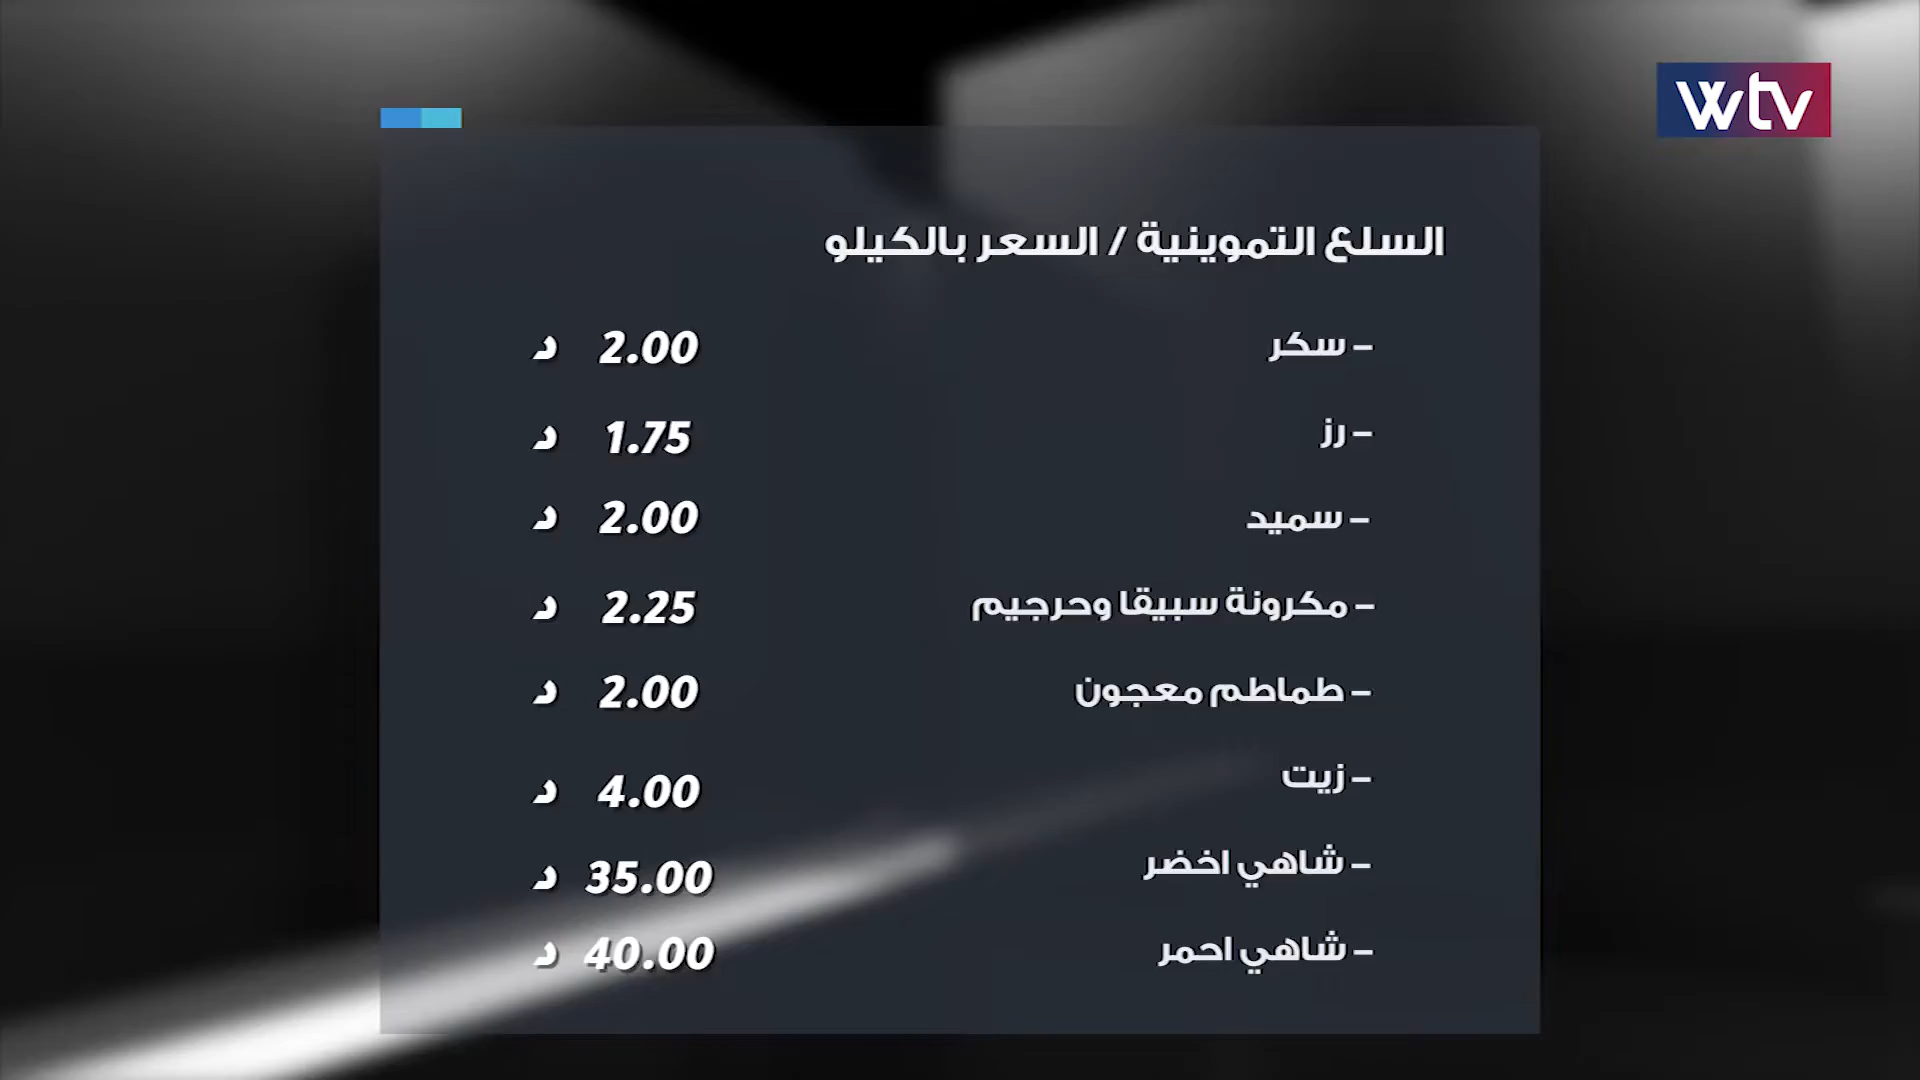 wtv
السلع التموينية / السعر بالكيلو
- سكر 2.00 د
- رز 1.75 د
- سميد 2.00 د
- مكرونة سبيقا وحرجيم 2.25 د
- طماطم معجون 2.00 د
- زيت 4.00 د
- شاهي اخضر 35.00 د
- شاهي احمر 40.00 د